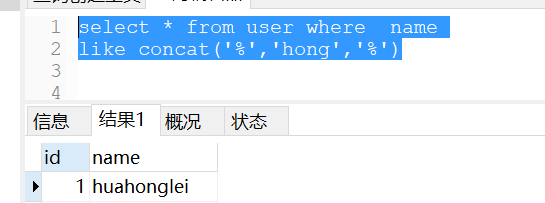 1 select * from user where  name
2 like concat('%','hong','%')
3
4
信息 结果1 概况 状态
id name
1 huahonglei